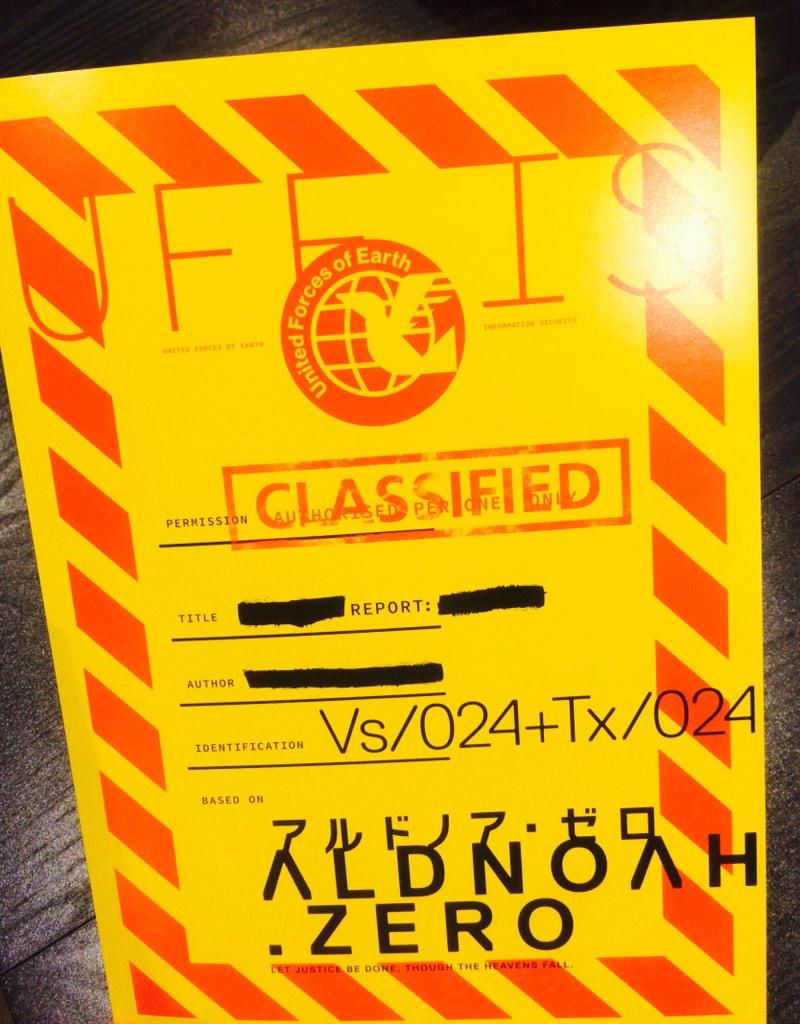 UFEIS
UNITED FORCES OF EARTH
INFORMATION SECURITY
United Forces of Earth
CLASSIFIED
PERMISSION AUTHORISED PERSONEL ONLY
TITLE REPORT:
AUTHOR
IDENTIFICATION Vs/024+Tx/024
BASED ON
アルドノア・ゼロ
ALDNOAH
.ZERO
LET JUSTICE BE DONE, THOUGH THE HEAVENS FALL.